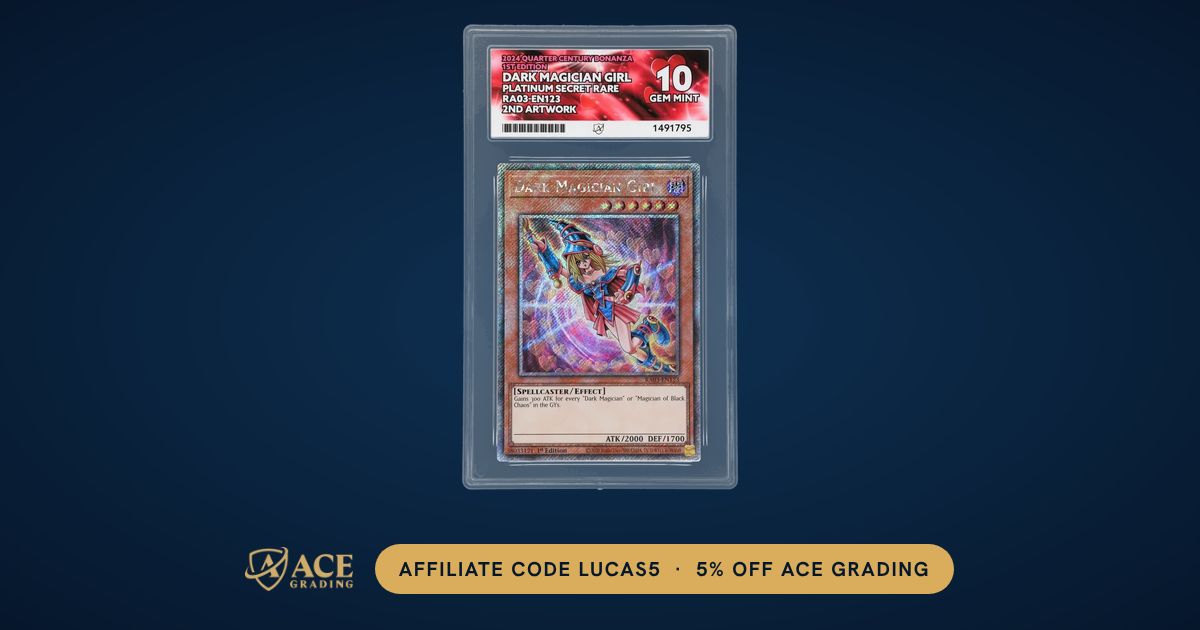 2024 QUARTER CENTURY BONANZA
1ST EDITION
DARK MAGICIAN GIRL
PLATINUM SECRET RARE
RA03-EN123
2ND ARTWORK
10
GEM MINT
1491795
Dark Magician Girl
RA03-EN123
[Spellcaster/Effect]
Gains 300 ATK for every "Dark Magician" or "Magician of Black
Chaos" in the GYs.
ATK/2000 DEF/1700
1st Edition
ACE
GRADING
AFFILIATE CODE LUCAS5 · 5% OFF ACE GRADING